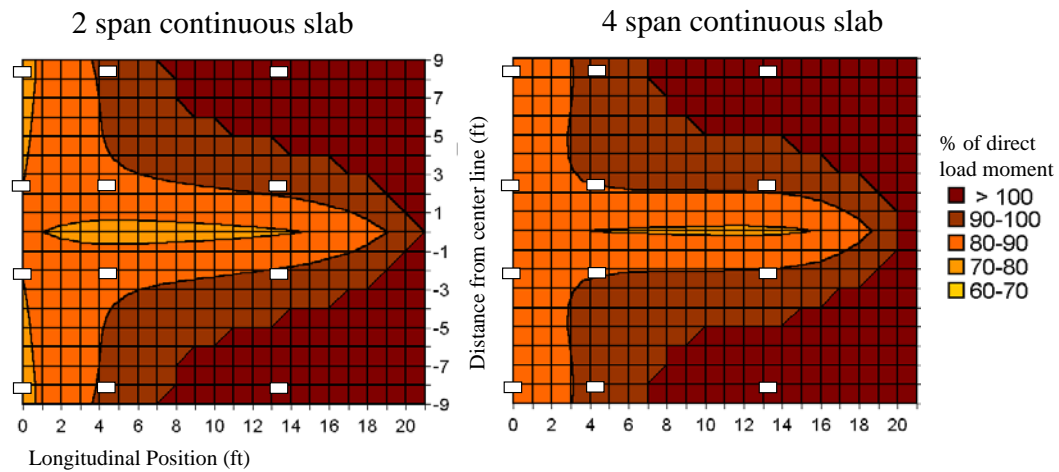 2 span continuous slab
4 span continuous slab
9
7
5
3
1
-1
-3
-5
-7
-9
0 2 4 6 8 10 12 14 16 18 20
Longitudinal Position (ft)
Distance from center line (ft)
0 2 4 6 8 10 12 14 16 18 20
% of direct
load moment
> 100
90-100
80-90
70-80
60-70